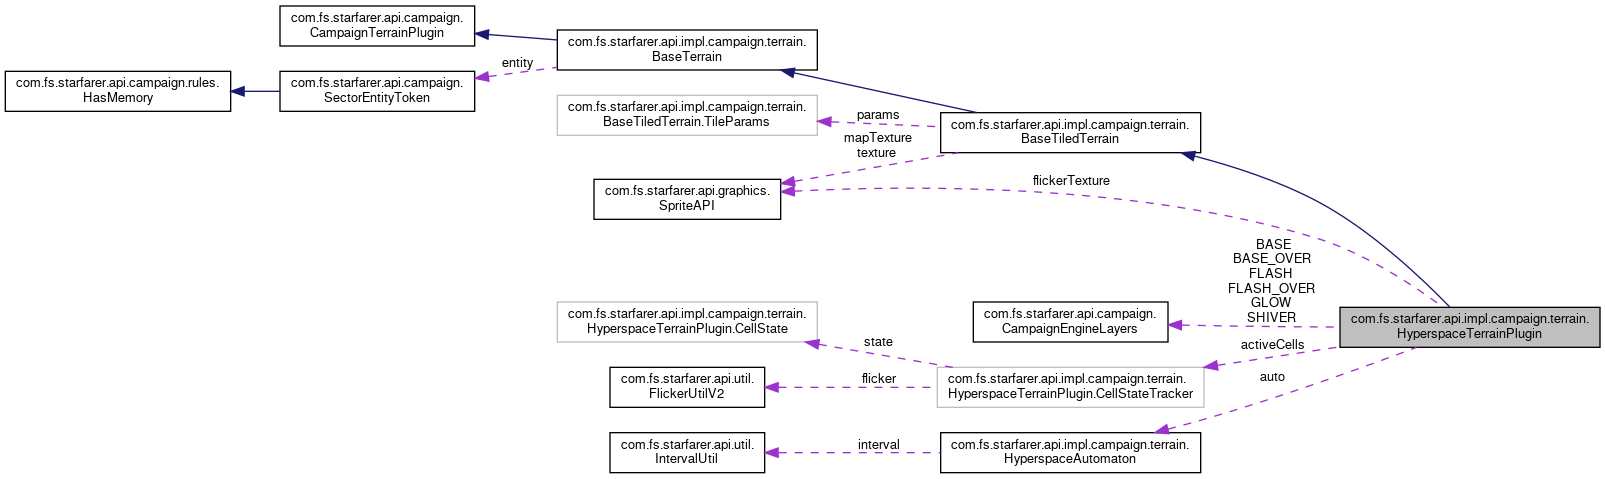 com.fs.starfarer.api.campaign.
CampaignTerrainPlugin
com.fs.starfarer.api.impl.campaign.terrain.
BaseTerrain
entity
com.fs.starfarer.api.campaign.rules.
HasMemory
com.fs.starfarer.api.campaign.
SectorEntityToken
com.fs.starfarer.api.impl.campaign.terrain.
BaseTiledTerrain.TileParams
params
com.fs.starfarer.api.impl.campaign.terrain.
BaseTiledTerrain
mapTexture
texture
com.fs.starfarer.api.graphics.
SpriteAPI
flickerTexture
BASE
BASE_OVER
FLASH
FLASH_OVER
GLOW
SHIVER
com.fs.starfarer.api.impl.campaign.terrain.
HyperspaceTerrainPlugin.CellState
com.fs.starfarer.api.campaign.
CampaignEngineLayers
com.fs.starfarer.api.impl.campaign.terrain.
HyperspaceTerrainPlugin
state
activeCells
com.fs.starfarer.api.util.
FlickerUtilV2
flicker
com.fs.starfarer.api.impl.campaign.terrain.
HyperspaceTerrainPlugin.CellStateTracker
auto
com.fs.starfarer.api.util.
IntervalUtil
interval
com.fs.starfarer.api.impl.campaign.terrain.
HyperspaceAutomaton